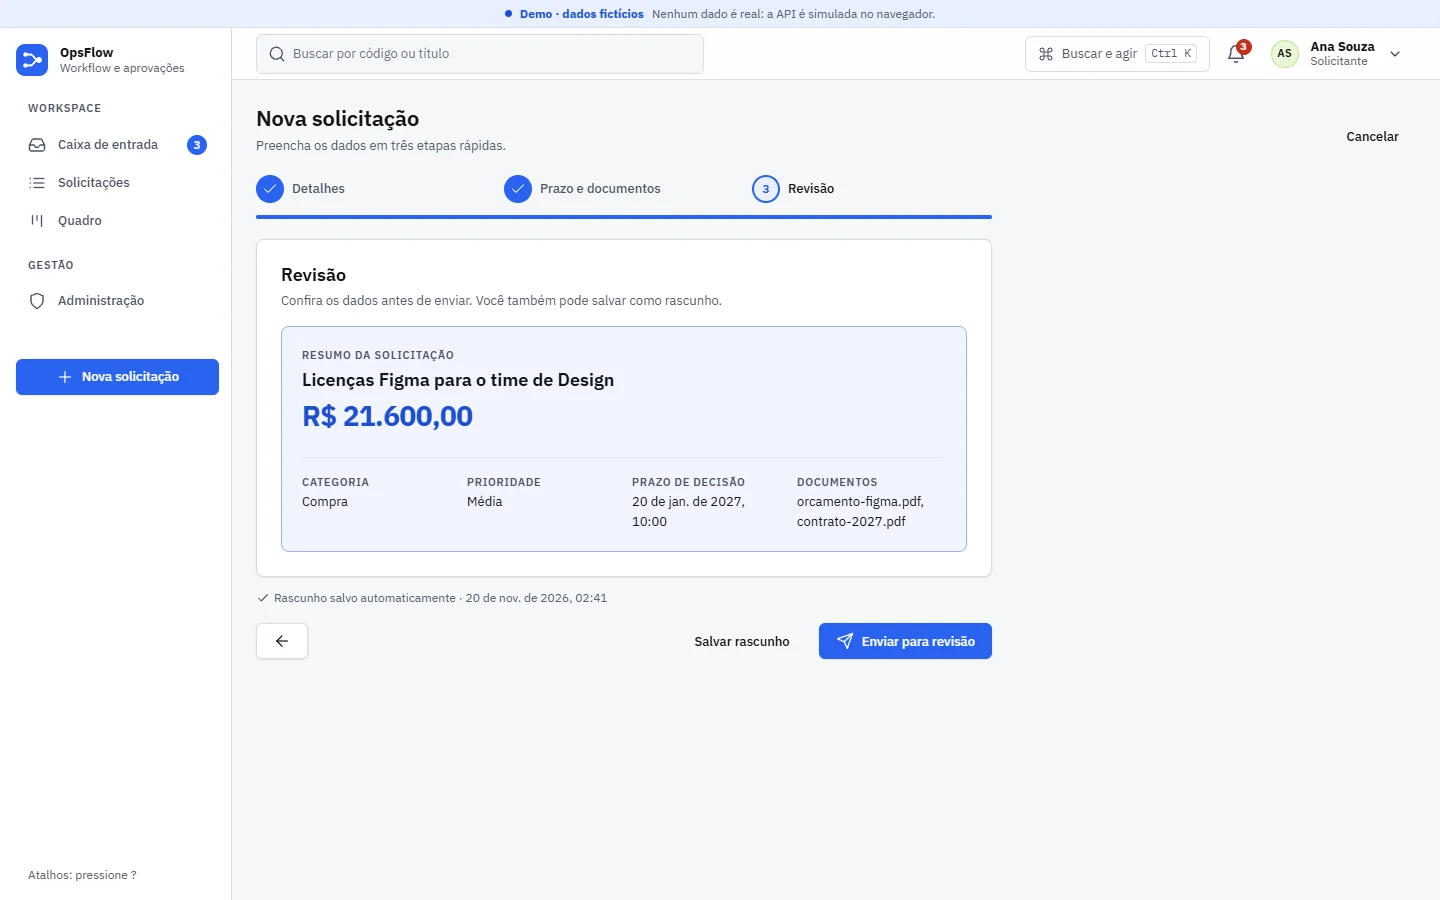 Demo · dados fictícios Nenhum dado é real: a API é simulada no navegador.
OpsFlow
Workflow e aprovações
Buscar por código ou título
Buscar e agir Ctrl K
3
AS
Ana Souza
Solicitante
WORKSPACE
Caixa de entrada 3
Solicitações
Quadro
GESTÃO
Administração
Nova solicitação
Atalhos: pressione ?
Nova solicitação
Preencha os dados em três etapas rápidas.
Cancelar
Detalhes
Prazo e documentos
3 Revisão
Revisão
Confira os dados antes de enviar. Você também pode salvar como rascunho.
RESUMO DA SOLICITAÇÃO
Licenças Figma para o time de Design
R$ 21.600,00
CATEGORIA
Compra
PRIORIDADE
Média
PRAZO DE DECISÃO
20 de jan. de 2027,
10:00
DOCUMENTOS
orcamento-figma.pdf,
contrato-2027.pdf
Rascunho salvo automaticamente · 20 de nov. de 2026, 02:41
Salvar rascunho
Enviar para revisão